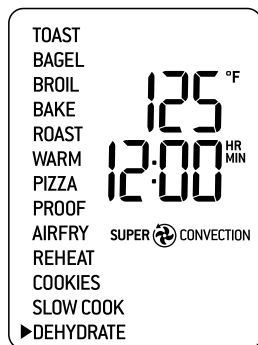 TOAST
BAGEL
BROIL
BAKE
ROAST
WARM
PIZZA
PROOF
AIRFRY
REHEAT
COOKIES
SLOW COOK
▶DEHYDRATE
125 °F
12:00 HR MIN
SUPER CONVECTION